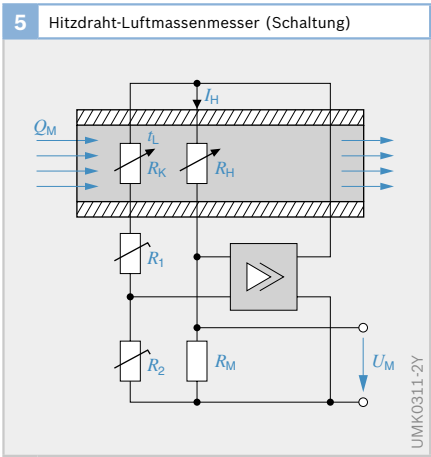 5 Hitzdraht-Luftmassenmesser (Schaltung)
I_H
Q_M
t_L
R_K R_H
R_1
R_2 R_M U_M
UMK0311-2Y